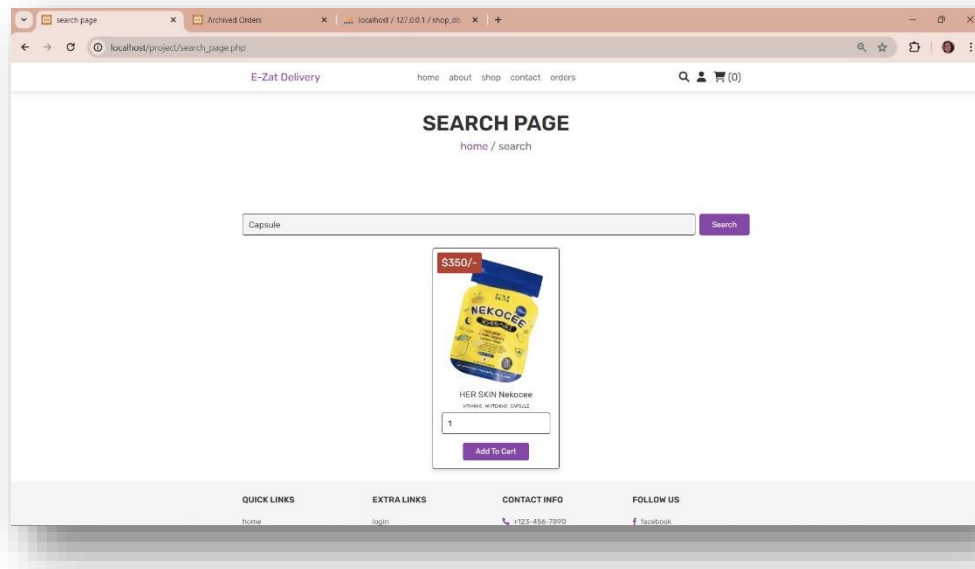 search page
Archived Orders
localhost / 127.0.0.1 / shop_db
localhost/project/search_page.php
E-Zat Delivery
home about shop contact orders
(0)
SEARCH PAGE
home / search
Capsule
Search
$350/-
NEKOCEE
HER SKIN Nekocee
VITAMINS, WHITENING, CAPSULE
1
Add To Cart
QUICK LINKS
EXTRA LINKS
CONTACT INFO
FOLLOW US
home
login
+123-456-7890
facebook